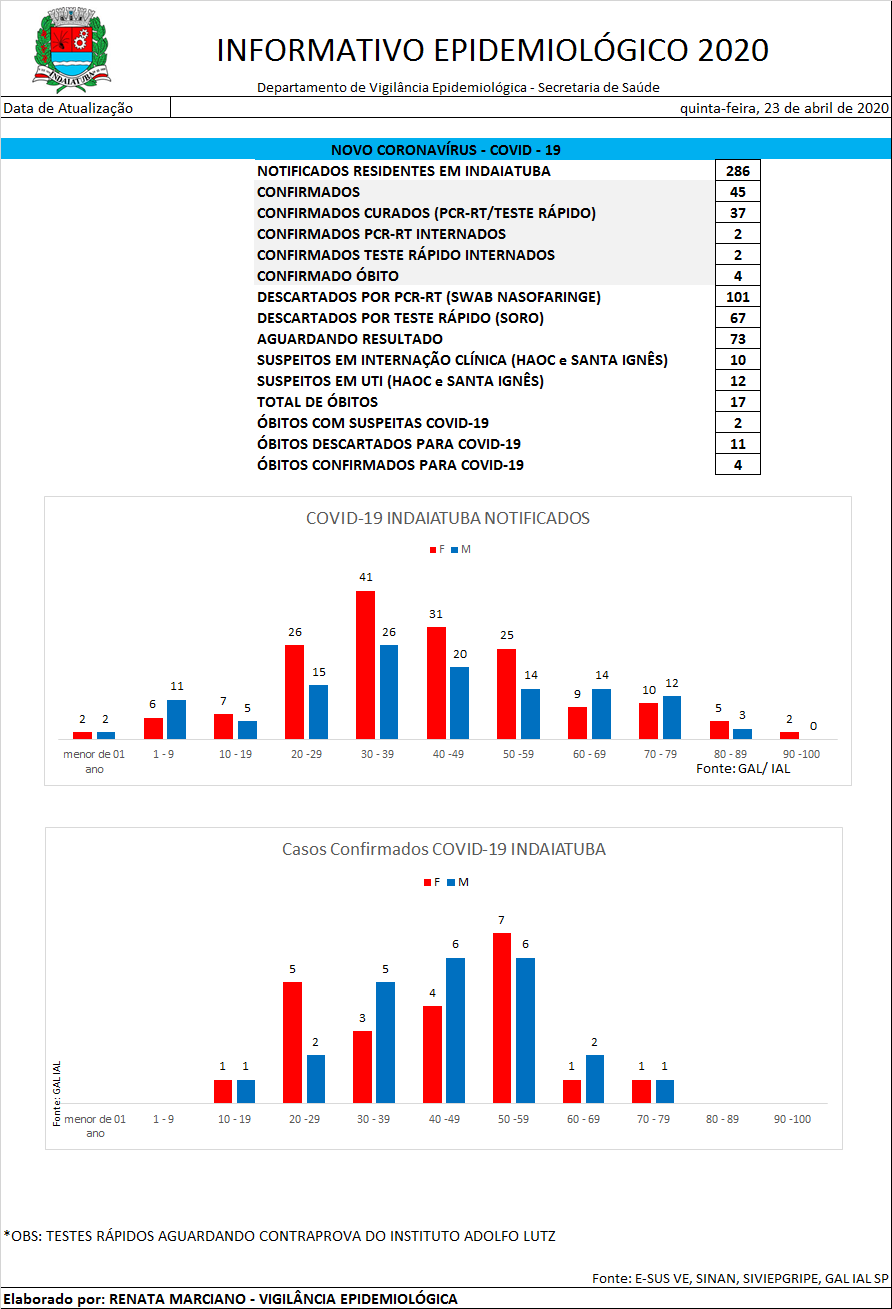 INDAIATUBA
INFORMATIVO EPIDEMIOLÓGICO 2020
Departamento de Vigilância Epidemiológica - Secretaria de Saúde
Data de Atualização quinta-feira, 23 de abril de 2020
NOVO CORONAVÍRUS - COVID - 19
NOTIFICADOS RESIDENTES EM INDAIATUBA 286
CONFIRMADOS 45
CONFIRMADOS CURADOS (PCR-RT/TESTE RÁPIDO) 37
CONFIRMADOS PCR-RT INTERNADOS 2
CONFIRMADOS TESTE RÁPIDO INTERNADOS 2
CONFIRMADO ÓBITO 4
DESCARTADOS POR PCR-RT (SWAB NASOFARINGE) 101
DESCARTADOS POR TESTE RÁPIDO (SORO) 67
AGUARDANDO RESULTADO 73
SUSPEITOS EM INTERNAÇÃO CLÍNICA (HAOC e SANTA IGNÊS) 10
SUSPEITOS EM UTI (HAOC e SANTA IGNÊS) 12
TOTAL DE ÓBITOS 17
ÓBITOS COM SUSPEITAS COVID-19 2
ÓBITOS DESCARTADOS PARA COVID-19 11
ÓBITOS CONFIRMADOS PARA COVID-19 4
COVID-19 INDAIATUBA NOTIFICADOS
F M
2 2 6 11 7 5 26 15 41 26 31 20 25 14 9 14 10 12 5 3 2 0
menor de 01 1 - 9 10 - 19 20 -29 30 - 39 40 -49 50 -59 60 - 69 70 - 79 80 - 89 90 -100
ano
Fonte: GAL/ IAL
Casos Confirmados COVID-19 INDAIATUBA
F M
1 1 5 2 3 5 4 6 7 6 1 2 1 1
Fonte: GAL IAL
menor de 01 1 - 9 10 - 19 20 -29 30 - 39 40 -49 50 -59 60 - 69 70 - 79 80 - 89 90 -100
ano
*OBS: TESTES RÁPIDOS AGUARDANDO CONTRAPROVA DO INSTITUTO ADOLFO LUTZ
Fonte: E-SUS VE, SINAN, SIVIEPGRIPE, GAL IAL SP
Elaborado por: RENATA MARCIANO - VIGILÂNCIA EPIDEMIOLÓGICA